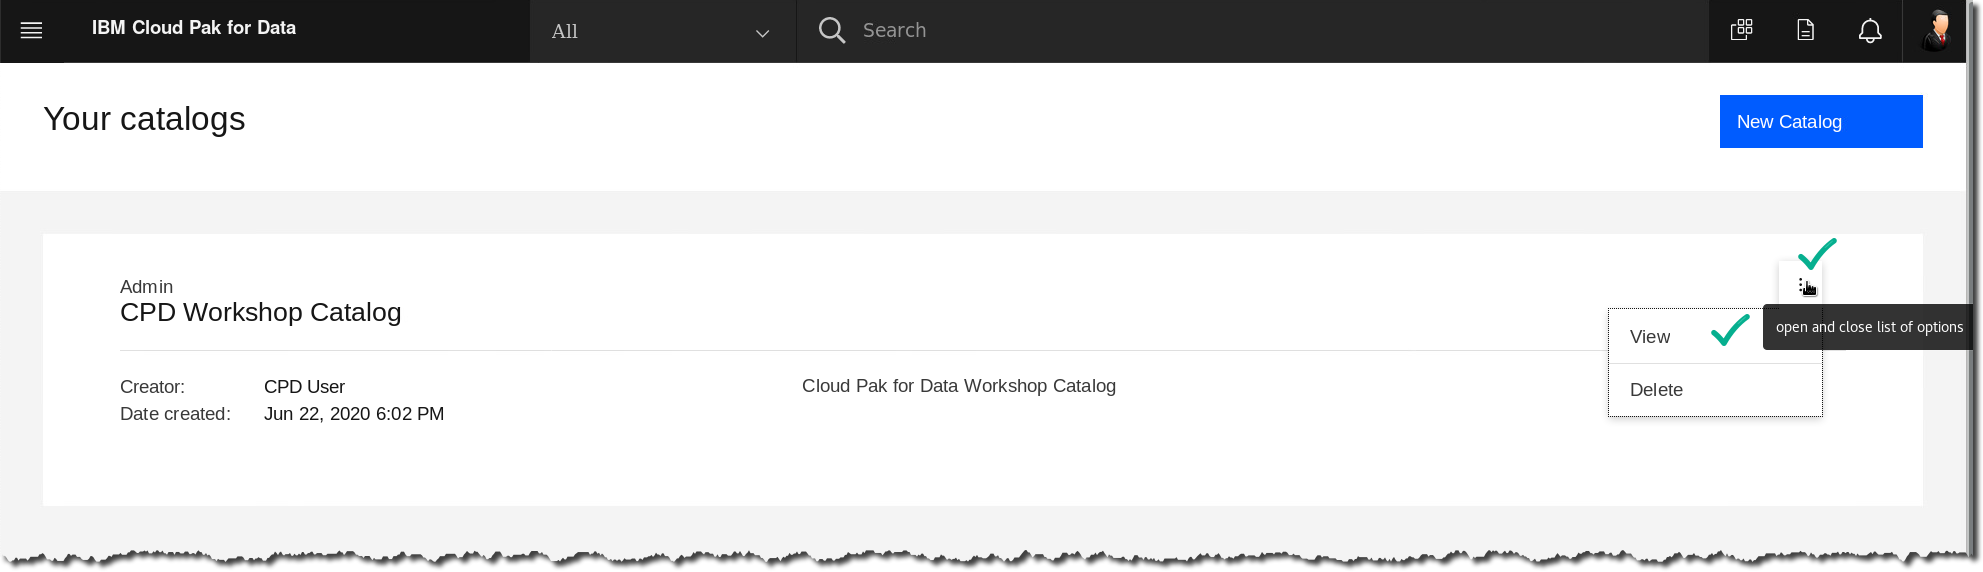 IBM Cloud Pak for Data
All
Search
Your catalogs
New Catalog
Admin
CPD Workshop Catalog
open and close list of options
View
Delete
Creator: CPD User
Cloud Pak for Data Workshop Catalog
Date created: Jun 22, 2020 6:02 PM